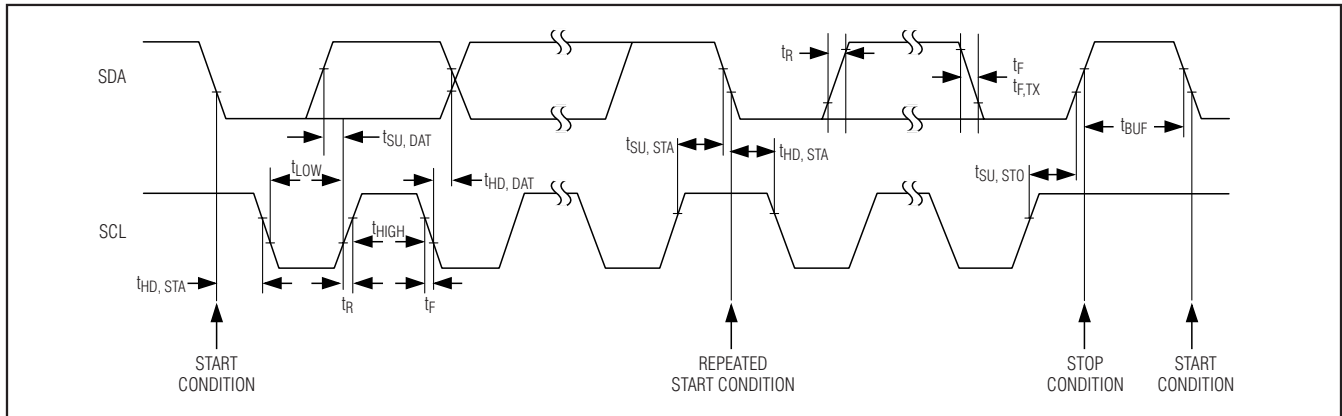 SDA
tR
tF
tF,TX
tSU, DAT
tSU, STA
tHD, STA
tBUF
tLOW
tHD, DAT
tSU, STO
SCL
tHIGH
tHD, STA
tR
tF
START
CONDITION
REPEATED
START CONDITION
STOP
CONDITION
START
CONDITION